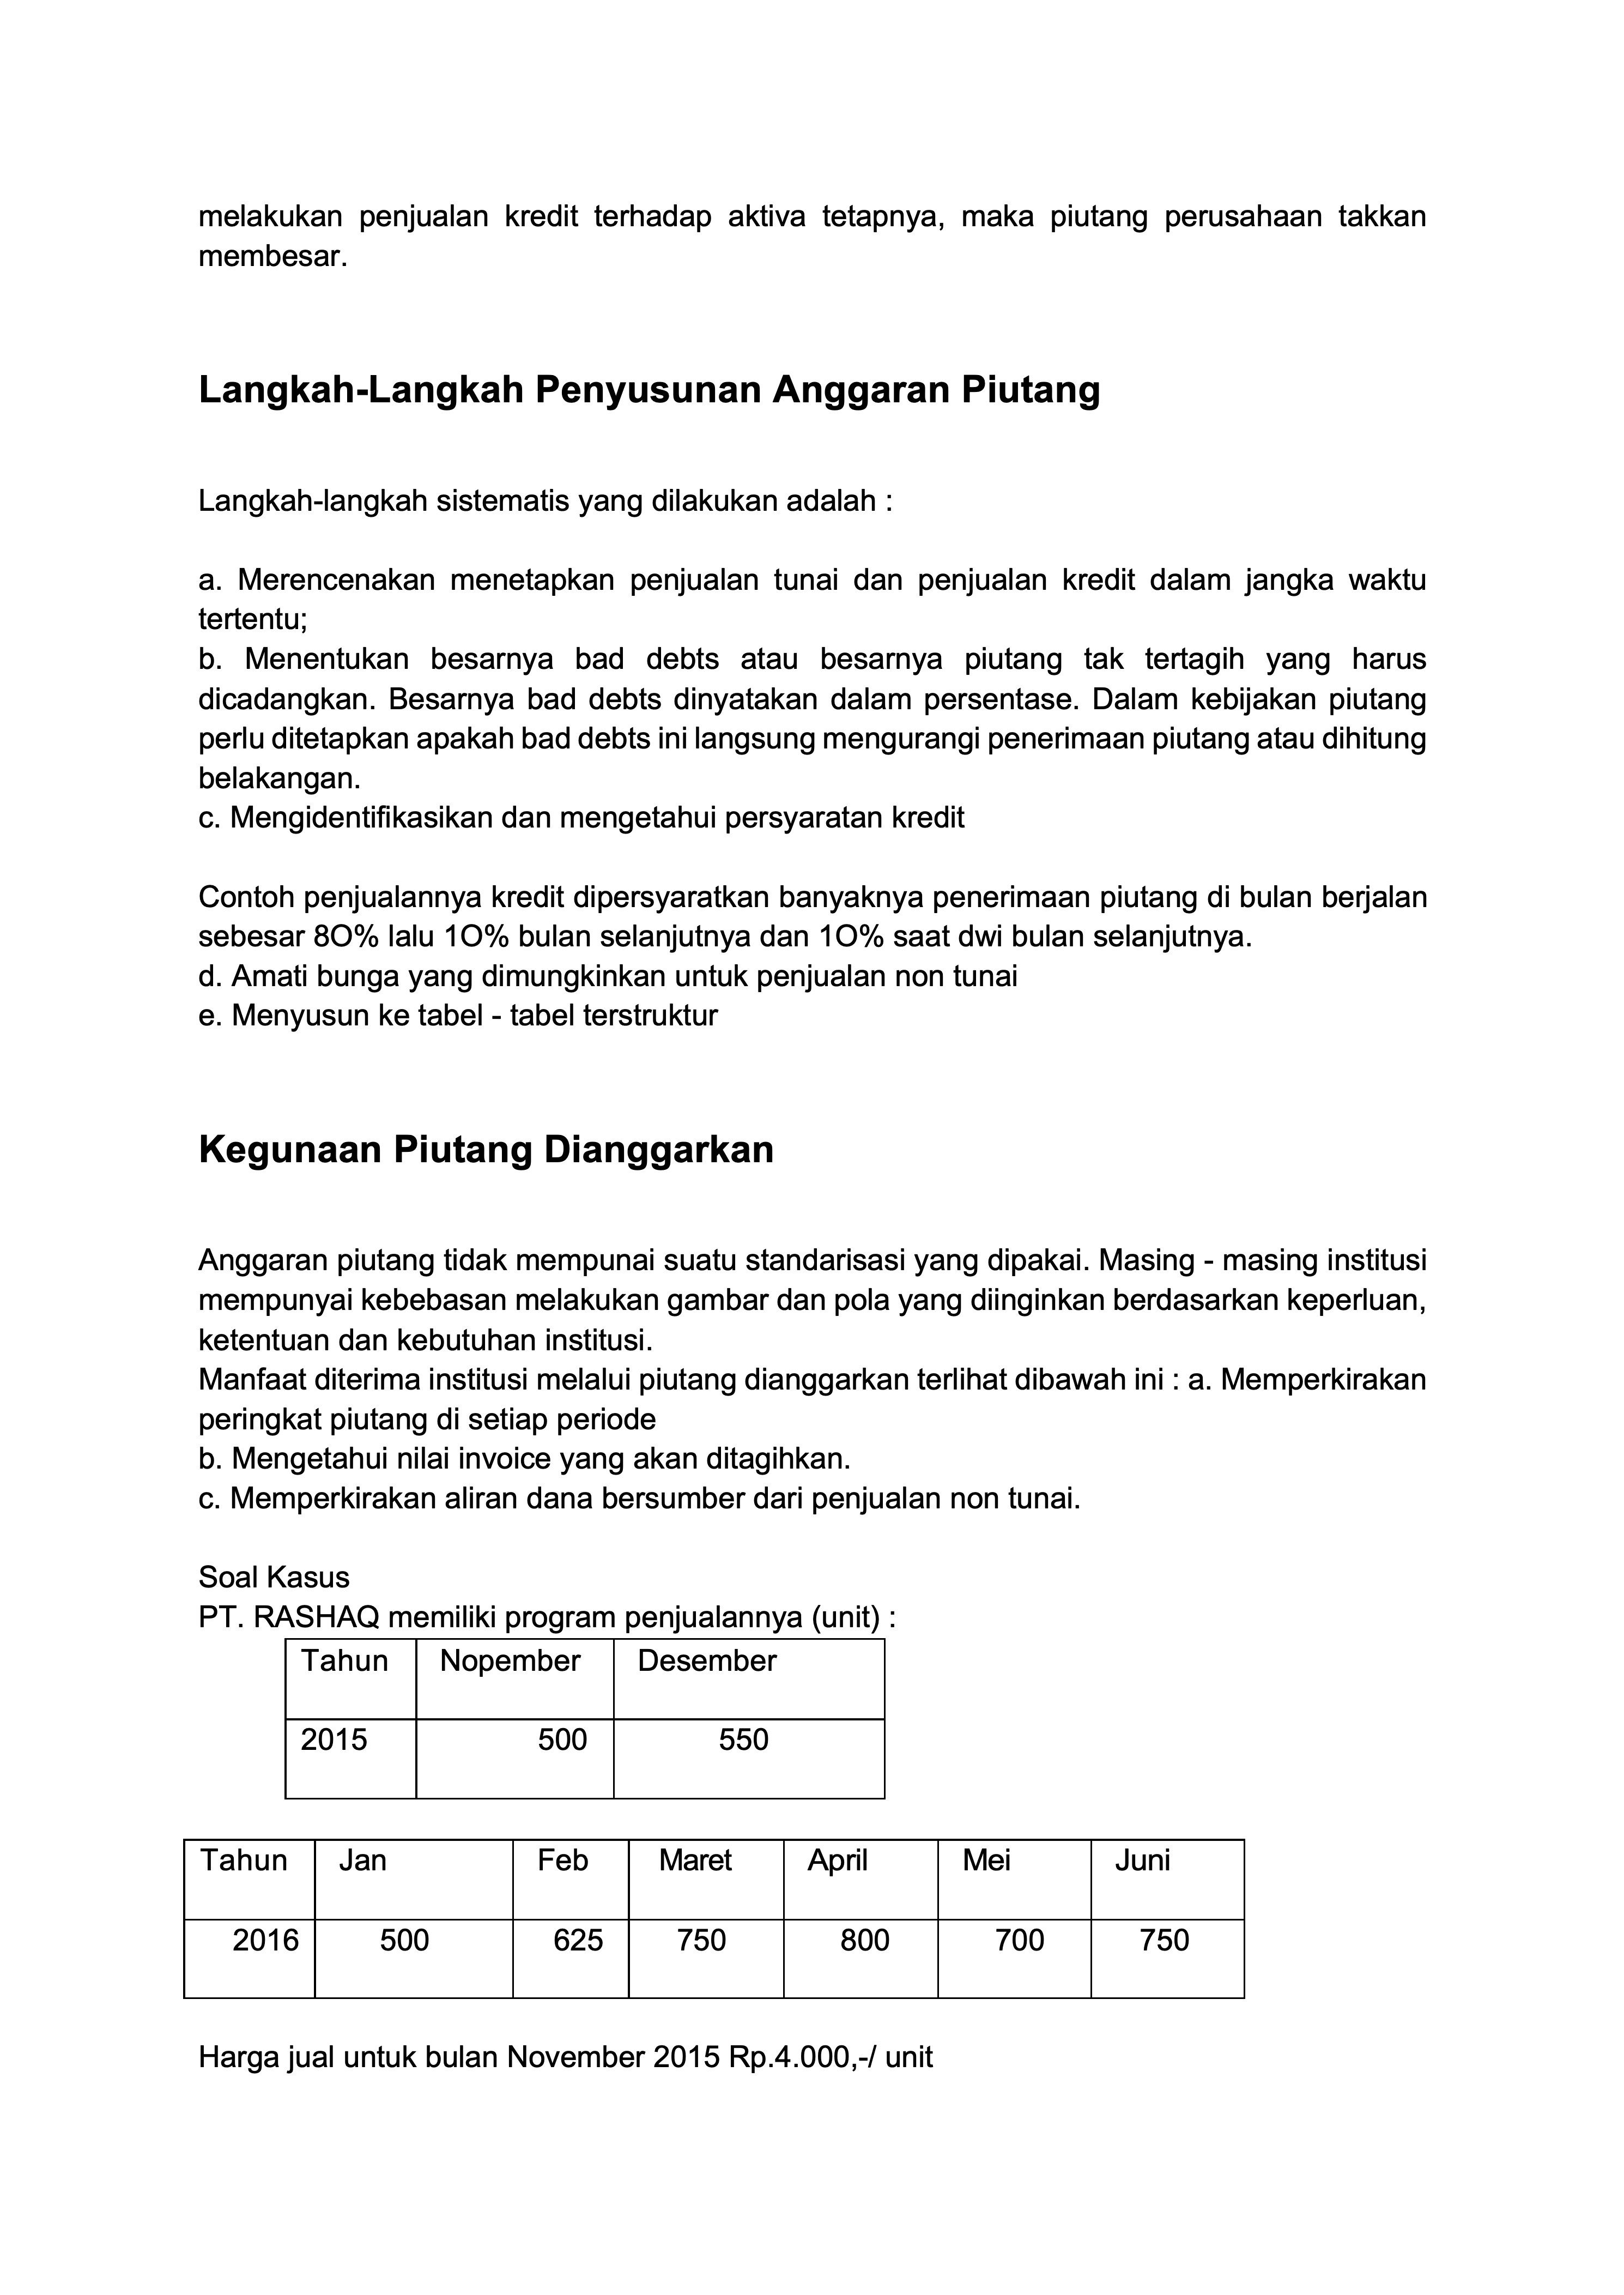 melakukan penjualan kredit terhadap aktiva tetapnya, maka piutang perusahaan takkan
membesar.
Langkah-Langkah Penyusunan Anggaran Piutang
Langkah-langkah sistematis yang dilakukan adalah :
a. Merencenakan menetapkan penjualan tunai dan penjualan kredit dalam jangka waktu
tertentu;
b. Menentukan besarnya bad debts atau besarnya piutang tak tertagih yang harus
dicadangkan. Besarnya bad debts dinyatakan dalam persentase. Dalam kebijakan piutang
perlu ditetapkan apakah bad debts ini langsung mengurangi penerimaan piutang atau dihitung
belakangan.
c. Mengidentifikasikan dan mengetahui persyaratan kredit
Contoh penjualannya kredit dipersyaratkan banyaknya penerimaan piutang di bulan berjalan
sebesar 8O% lalu 1O% bulan selanjutnya dan 1O% saat dwi bulan selanjutnya.
d. Amati bunga yang dimungkinkan untuk penjualan non tunai
e. Menyusun ke tabel - tabel terstruktur
Kegunaan Piutang Dianggarkan
Anggaran piutang tidak mempunai suatu standarisasi yang dipakai. Masing - masing institusi
mempunyai kebebasan melakukan gambar dan pola yang diinginkan berdasarkan keperluan,
ketentuan dan kebutuhan institusi.
Manfaat diterima institusi melalui piutang dianggarkan terlihat dibawah ini : a. Memperkirakan
peringkat piutang di setiap periode
b. Mengetahui nilai invoice yang akan ditagihkan.
c. Memperkirakan aliran dana bersumber dari penjualan non tunai.
Soal Kasus
PT. RASHAQ memiliki program penjualannya (unit) :
Tahun Nopember Desember
2015 500 550
Tahun Jan Feb Maret April Mei Juni
2016 500 625 750 800 700 750
Harga jual untuk bulan November 2015 Rp.4.000,-/ unit